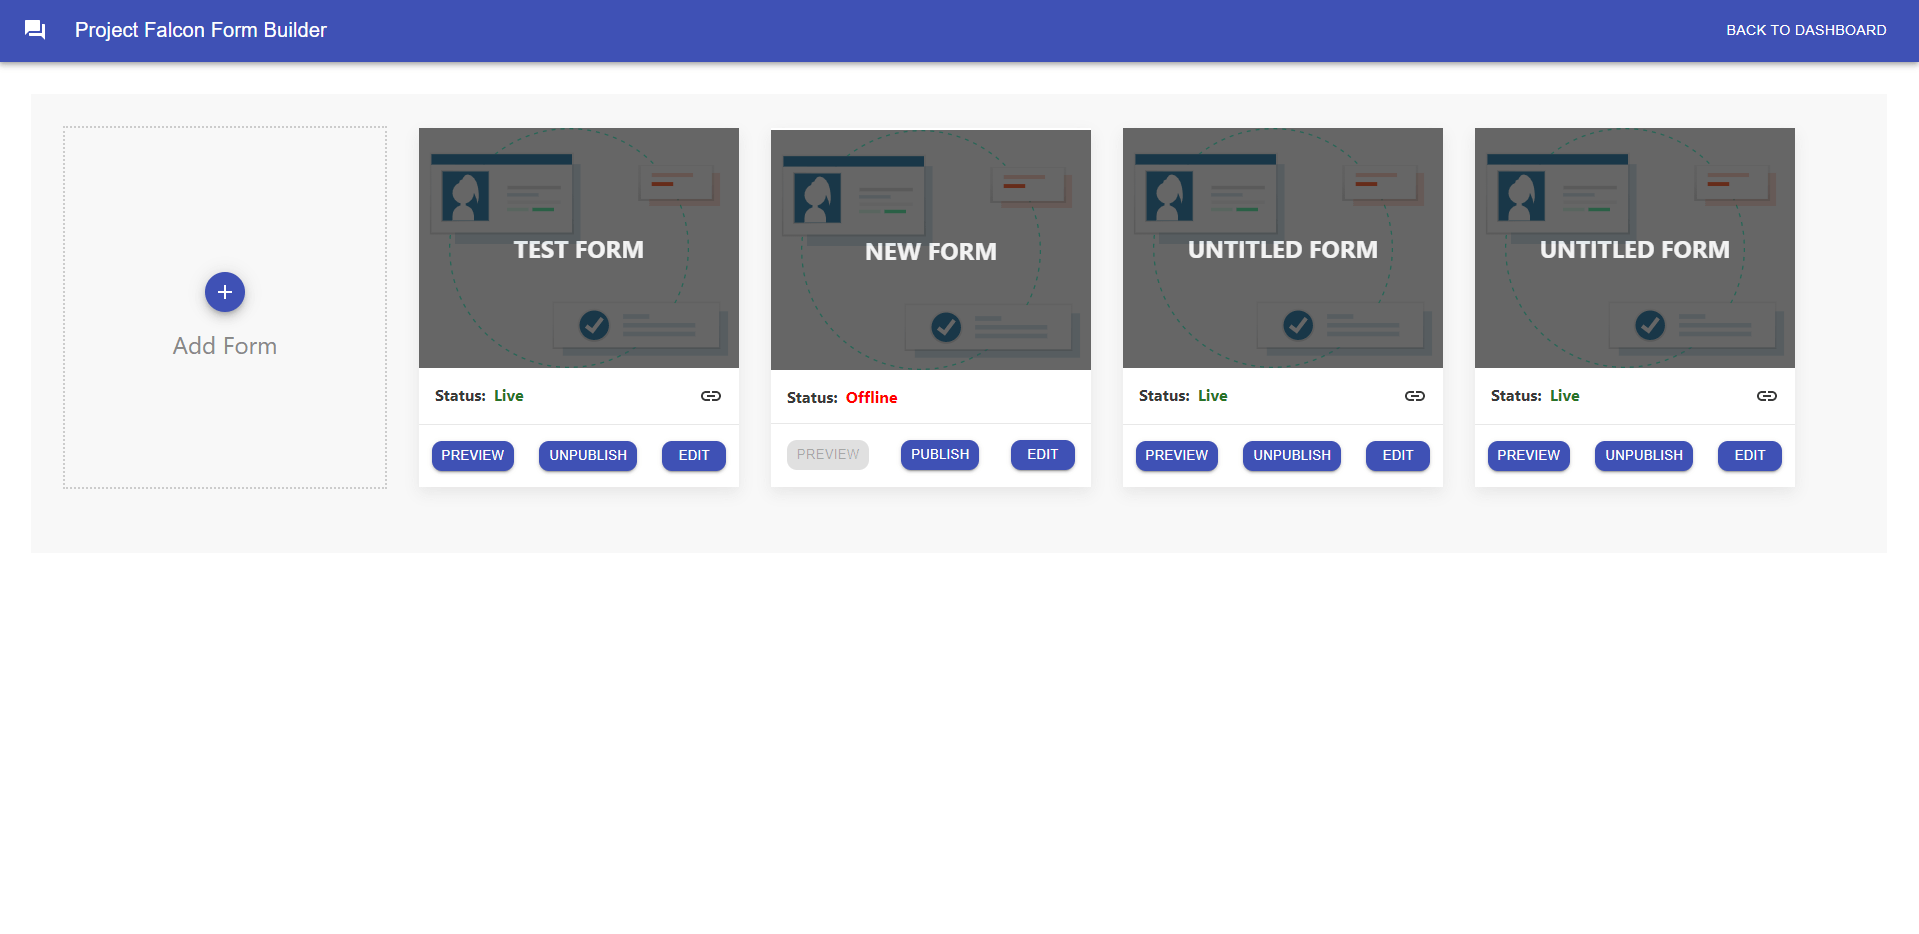 Project Falcon Form Builder
BACK TO DASHBOARD
Add Form
TEST FORM
Status: Live
PREVIEW UNPUBLISH EDIT
NEW FORM
Status: Offline
PREVIEW PUBLISH EDIT
UNTITLED FORM
Status: Live
PREVIEW UNPUBLISH EDIT
UNTITLED FORM
Status: Live
PREVIEW UNPUBLISH EDIT